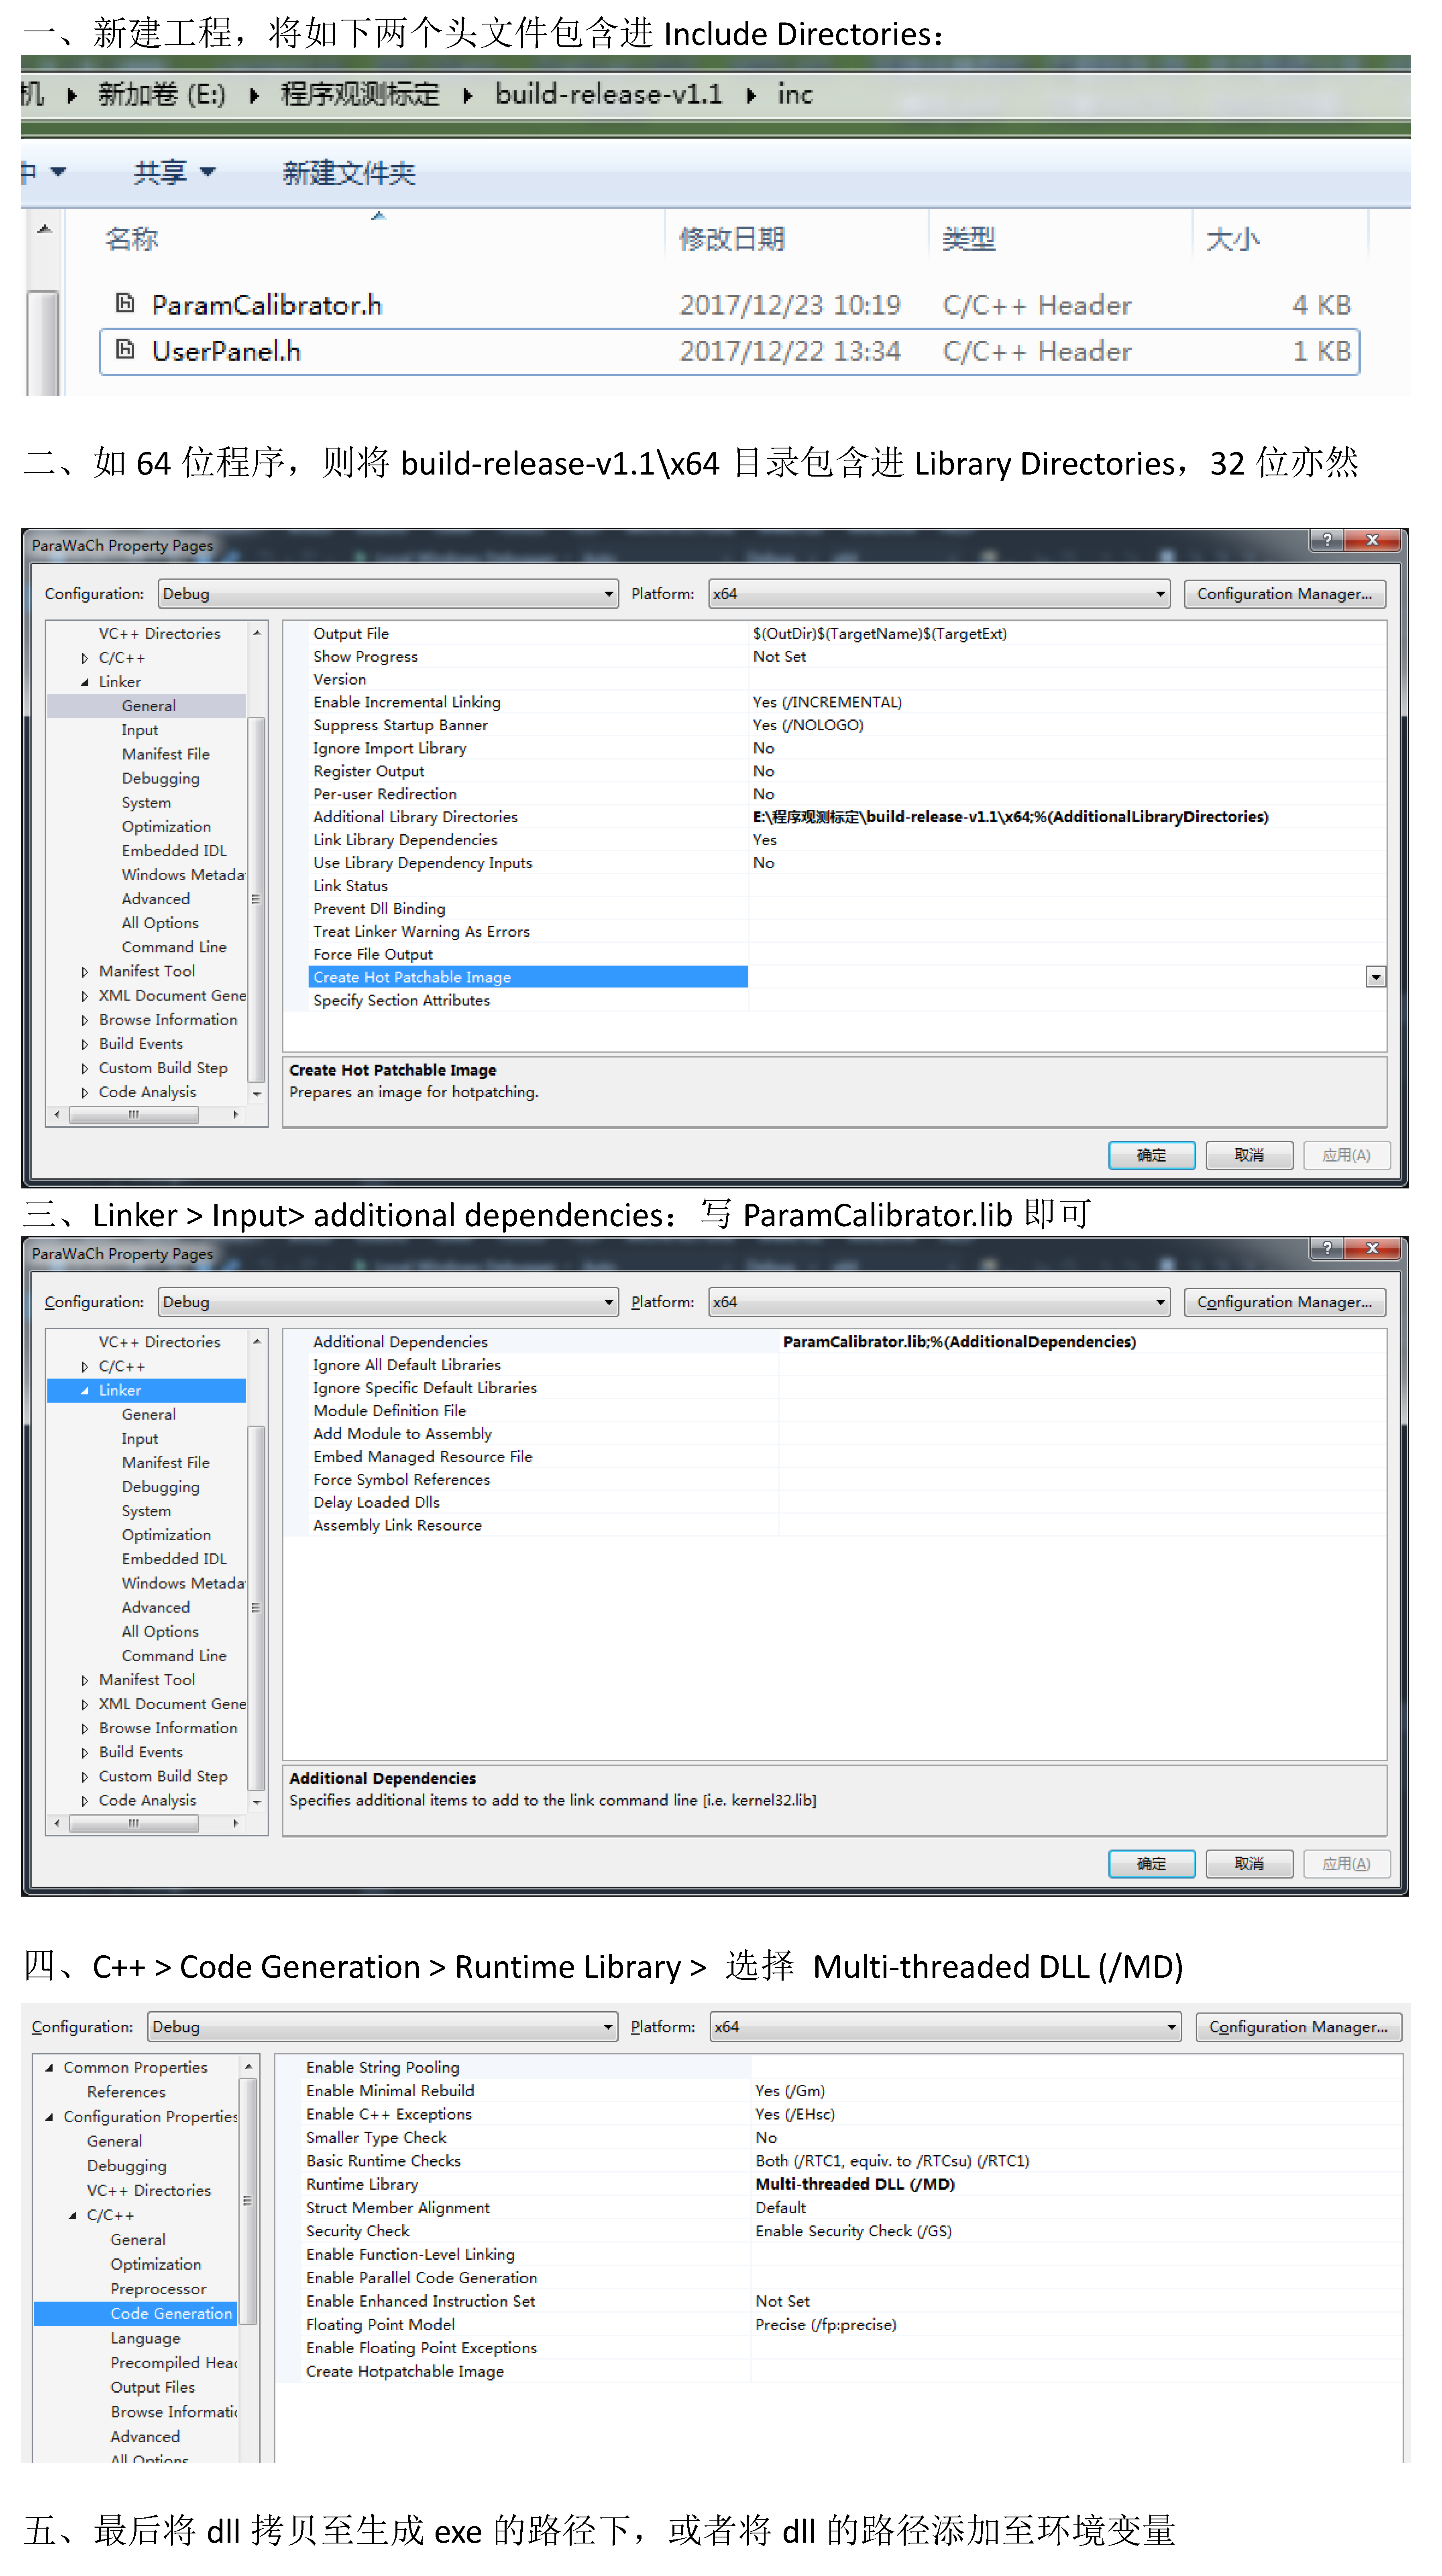 一、新建工程，将如下两个头文件包含进 Include Directories：
机 ▸ 新加卷 (E:) ▸ 程序观测标定 ▸ build-release-v1.1 ▸ inc
中 共享 新建文件夹
名称 修改日期 类型 大小
ParamCalibrator.h 2017/12/23 10:19 C/C++ Header 4 KB
UserPanel.h 2017/12/22 13:34 C/C++ Header 1 KB
二、如 64 位程序，则将 build-release-v1.1\x64 目录包含进 Library Directories，32 位亦然
ParaWaCh Property Pages
Configuration: Debug Platform: x64 Configuration Manager...
VC++ Directories
C/C++
Linker
General
Input
Manifest File
Debugging
System
Optimization
Embedded IDL
Windows Metada
Advanced
All Options
Command Line
Manifest Tool
XML Document Gene
Browse Information
Build Events
Custom Build Step
Code Analysis
Output File $(OutDir)$(TargetName)$(TargetExt)
Show Progress Not Set
Version
Enable Incremental Linking Yes (/INCREMENTAL)
Suppress Startup Banner Yes (/NOLOGO)
Ignore Import Library No
Register Output No
Per-user Redirection No
Additional Library Directories E:\程序观测标定\build-release-v1.1\x64;%(AdditionalLibraryDirectories)
Link Library Dependencies Yes
Use Library Dependency Inputs No
Link Status
Prevent Dll Binding
Treat Linker Warning As Errors
Force File Output
Create Hot Patchable Image
Specify Section Attributes
Create Hot Patchable Image
Prepares an image for hotpatching.
确定 取消 应用(A)
三、Linker > Input> additional dependencies：写 ParamCalibrator.lib 即可
ParaWaCh Property Pages
Configuration: Debug Platform: x64 Configuration Manager...
VC++ Directories
C/C++
Linker
General
Input
Manifest File
Debugging
System
Optimization
Embedded IDL
Windows Metada
Advanced
All Options
Command Line
Manifest Tool
XML Document Gene
Browse Information
Build Events
Custom Build Step
Code Analysis
Additional Dependencies ParamCalibrator.lib;%(AdditionalDependencies)
Ignore All Default Libraries
Ignore Specific Default Libraries
Module Definition File
Add Module to Assembly
Embed Managed Resource File
Force Symbol References
Delay Loaded Dlls
Assembly Link Resource
Additional Dependencies
Specifies additional items to add to the link command line [i.e. kernel32.lib]
确定 取消 应用(A)
四、C++ > Code Generation > Runtime Library > 选择 Multi-threaded DLL (/MD)
Configuration: Debug Platform: x64 Configuration Manager...
Common Properties
References
Configuration Properties
General
Debugging
VC++ Directories
C/C++
General
Optimization
Preprocessor
Code Generation
Language
Precompiled Head
Output Files
Browse Informatic
Advanced
All Options
Enable String Pooling
Enable Minimal Rebuild Yes (/Gm)
Enable C++ Exceptions Yes (/EHsc)
Smaller Type Check No
Basic Runtime Checks Both (/RTC1, equiv. to /RTCsu) (/RTC1)
Runtime Library Multi-threaded DLL (/MD)
Struct Member Alignment Default
Security Check Enable Security Check (/GS)
Enable Function-Level Linking
Enable Parallel Code Generation
Enable Enhanced Instruction Set Not Set
Floating Point Model Precise (/fp:precise)
Enable Floating Point Exceptions
Create Hotpatchable Image
五、最后将 dll 拷贝至生成 exe 的路径下，或者将 dll 的路径添加至环境变量